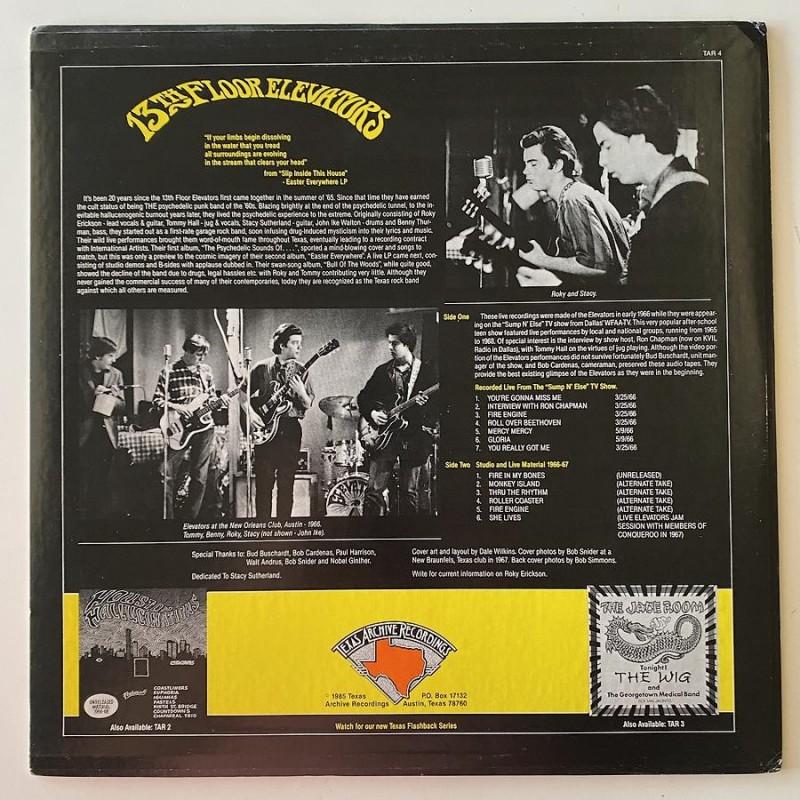 TAR 4
13TH FLOOR ELEVATORS
"If your limbs begin dissolving
in the water that you tread
all surroundings are evolving
in the stream that clears your head"
from "Slip Inside This House"
- Easter Everywhere LP
It's been 20 years since the 13th Floor Elevators first came together in the summer of '65. Since that time they have earned
the cult status of being THE psychedelic punk band of the '60s. Blazing brightly at the end of the psychedelic tunnel, to the in-
evitable hallucenogenic burnout years later, they lived the psychedelic experience to the extreme. Originally consisting of Roky
Erickson - lead vocals & guitar, Tommy Hall - jug & vocals, Stacy Sutherland - guitar, John Ike Walton - drums and Benny Thur-
man, bass, they started out as a first-rate garage rock band, soon infusing drug-induced mysticism into their lyrics and music.
Their wild live performances brought them word-of-mouth fame throughout Texas, eventually leading to a recording contract
with International Artists. Their first album, "The Psychedelic Sounds Of. . . .", sported a mind-blowing cover and songs to
match, but this was only a preview to the cosmic imagery of their second album, "Easter Everywhere". A live LP came next, con-
sisting of studio demos and B-sides with applause dubbed in. Their swan-song album, "Bull Of The Woods", while quite good,
showed the decline of the band due to drugs, legal hassles etc. with Roky and Tommy contributing very little. Although they
never gained the commercial success of many of their contemporaries, today they are recognized as the Texas rock band
against which all others are measured.
Roky and Stacy.
Side One These live recordings were made of the Elevators in early 1966 while they were appear-
ing on the "Sump N' Else" TV show from Dallas' WFAA-TV. This very popular after-school
teen show featured live performances by local and national groups, running from 1965
to 1968. Of special interest is the interview by show host, Ron Chapman (now on KVIL
Radio in Dallas), with Tommy Hall on the virtues of jug playing. Although the video por-
tion of the Elevators performances did not survive fortunately Bud Buschardt, unit man-
ager of the show, and Bob Cardenas, cameraman, preserved these audio tapes. They
provide the best existing glimpse of the Elevators as they were in the beginning.
Recorded Live From The "Sump N' Else" TV Show.
1. YOU'RE GONNA MISS ME 3/25/66
2. INTERVIEW WITH RON CHAPMAN 3/25/66
3. FIRE ENGINE 3/25/66
4. ROLL OVER BEETHOVEN 3/25/66
5. MERCY MERCY 5/9/66
6. GLORIA 5/9/66
7. YOU REALLY GOT ME 3/25/66
Side Two Studio and Live Material 1966-67
1. FIRE IN MY BONES (UNRELEASED)
2. MONKEY ISLAND (ALTERNATE TAKE)
3. THRU THE RHYTHM (ALTERNATE TAKE)
4. ROLLER COASTER (ALTERNATE TAKE)
5. FIRE ENGINE (ALTERNATE TAKE)
6. SHE LIVES (LIVE ELEVATORS JAM
SESSION WITH MEMBERS OF
CONQUEROO IN 1967)
Elevators at the New Orleans Club, Austin - 1966.
Tommy, Benny, Roky, Stacy (not shown - John Ike).
Special Thanks to: Bud Buschardt, Bob Cardenas, Paul Harrison,
Walt Andrus, Bob Snider and Nobel Ginther.
Dedicated To Stacy Sutherland.
Cover art and layout by Dale Wilkins. Cover photos by Bob Snider at a
New Braunfels, Texas club in 1967. Back cover photos by Bob Simmons.
Write for current information on Roky Erickson.
HOUSTON HALLUCINATIONS
UNRELEASED
MATERIAL
COASTLINERS
EUPHORIA
IGUANAS
PASTELS
NINTH ST. BRIDGE
COUNTDOWN 5
CHAPARRAL TRIO
Also Available: TAR 2
TEXAS ARCHIVE RECORDINGS
© 1985 Texas
Archive Recordings
P.O. Box 17132
Austin, Texas 78760
Watch for our new Texas Flashback Series
THE JADE ROOM
Tonight!
THE WIG
and
The Georgetown Medical Band
Also Available: TAR 3